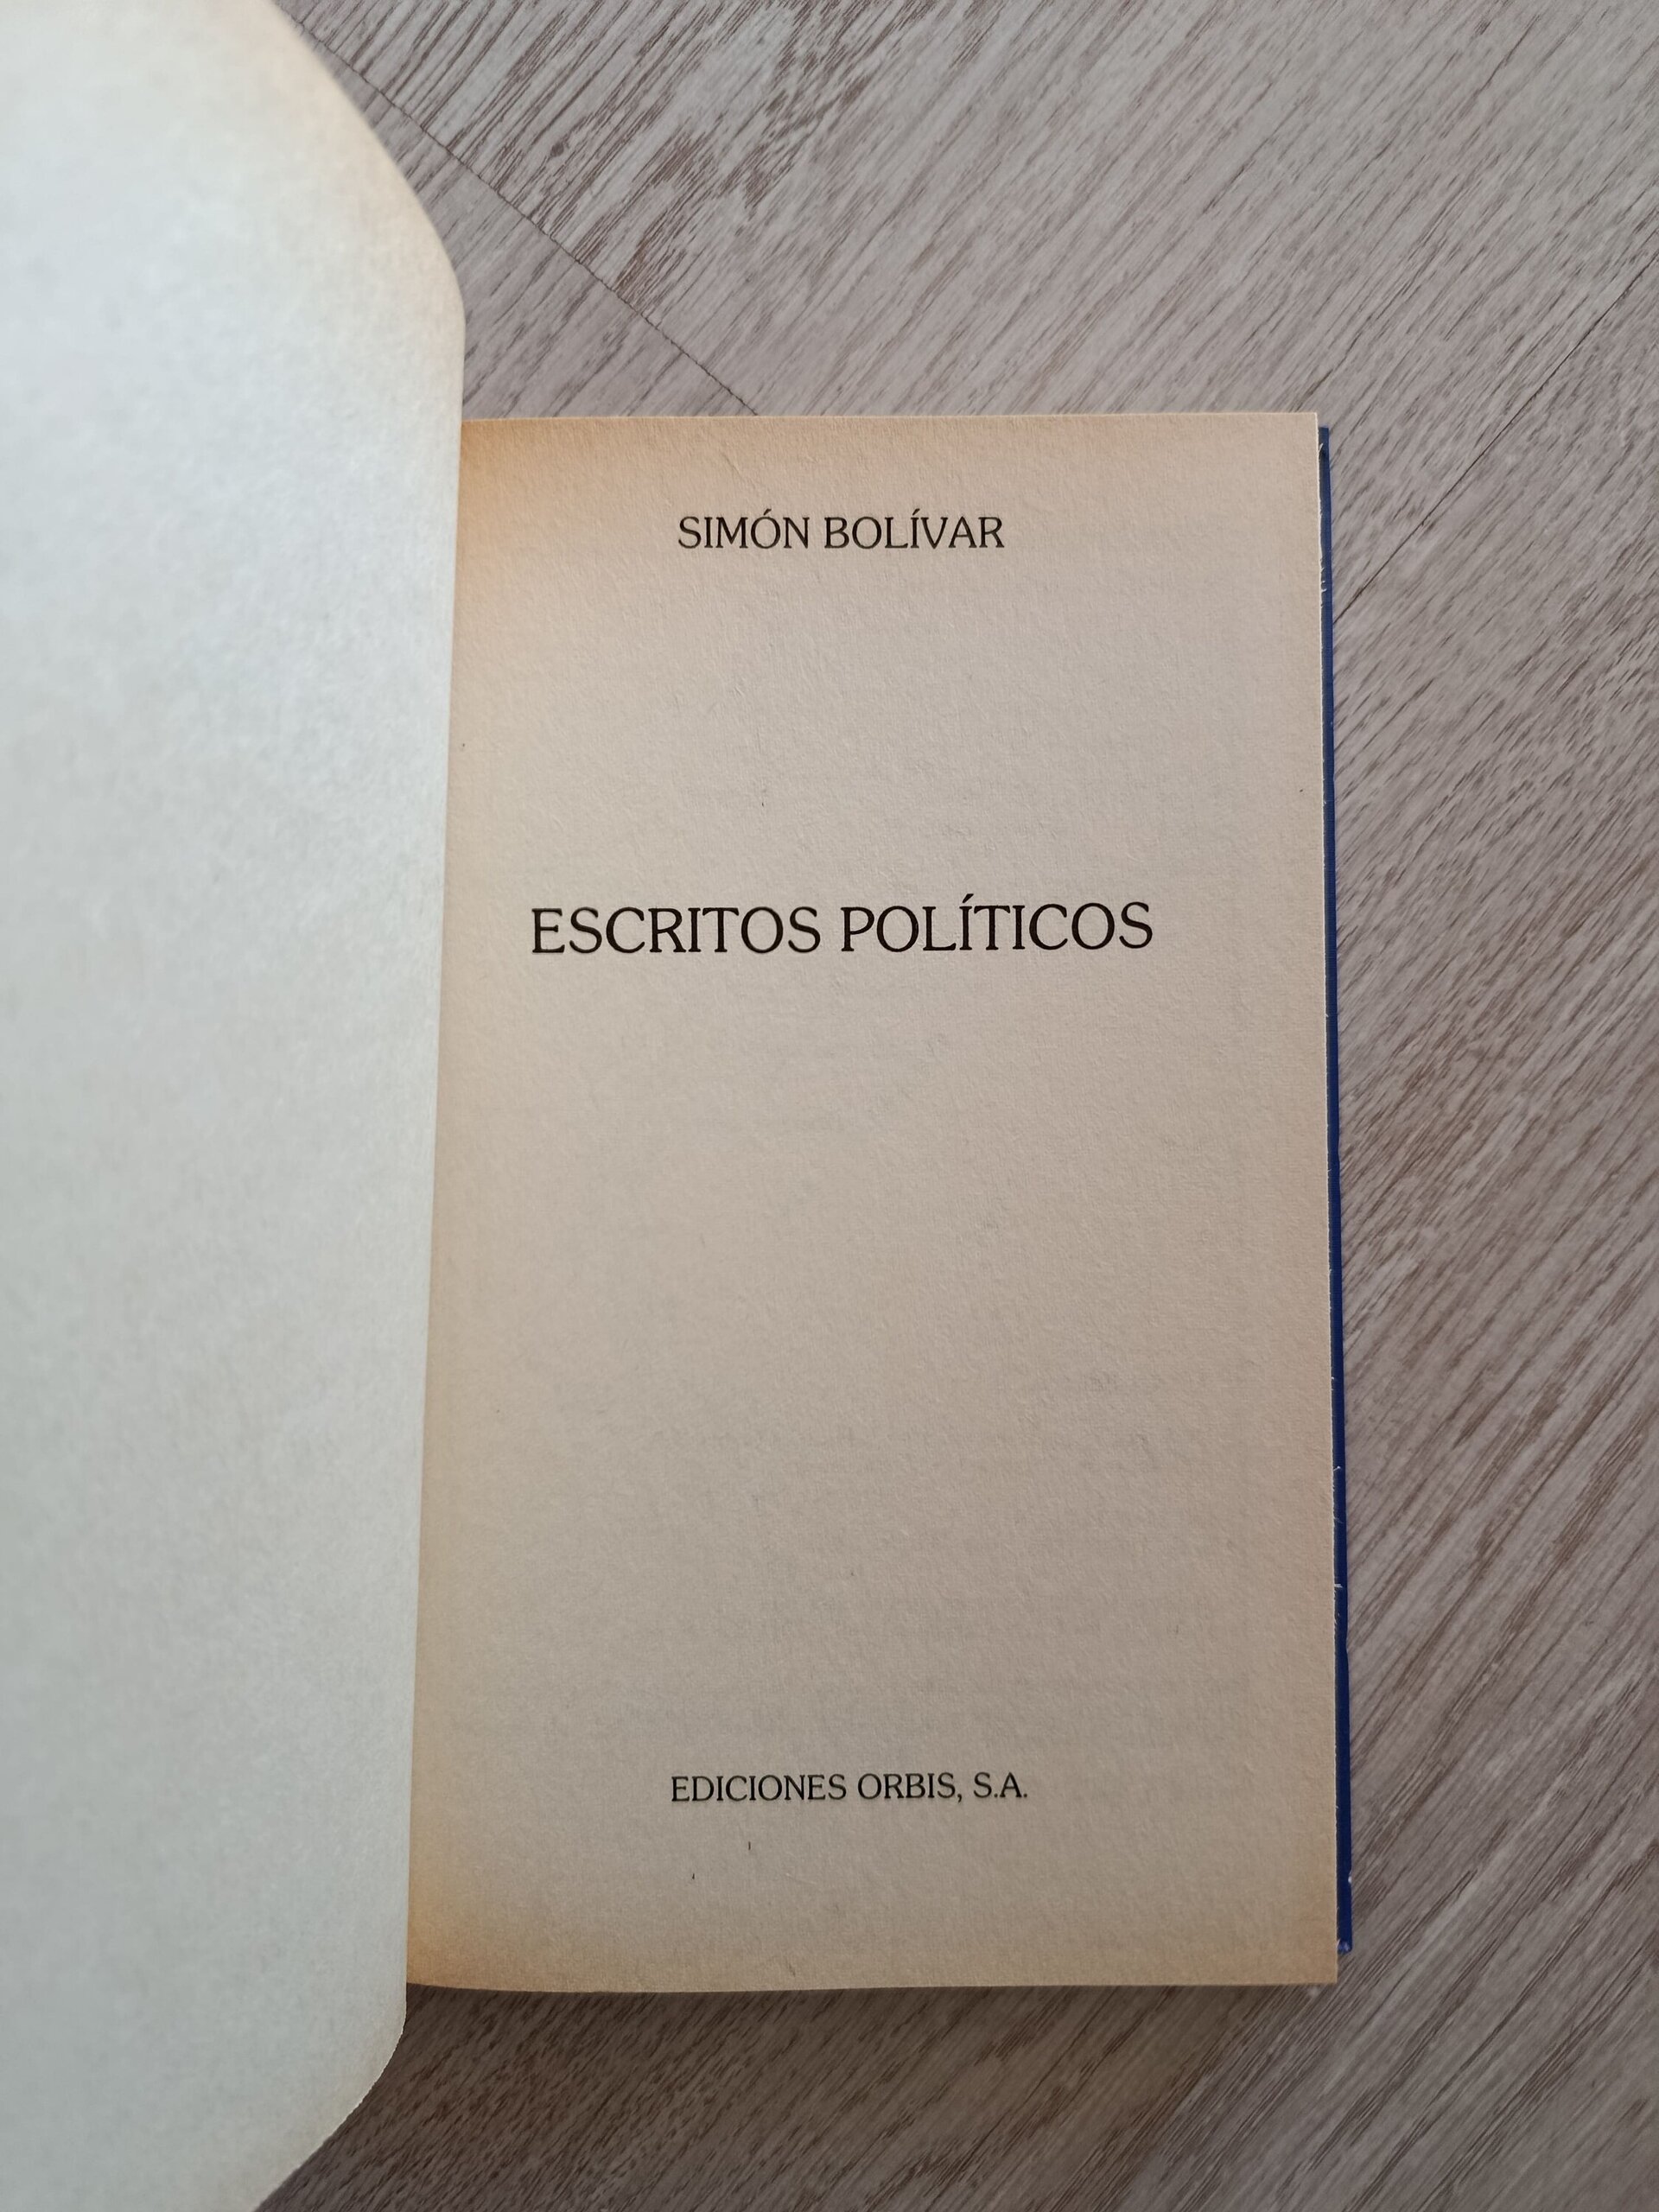 SIMÓN BOLÍVAR
ESCRITOS POLÍTICOS
EDICIONES ORBIS, S.A.